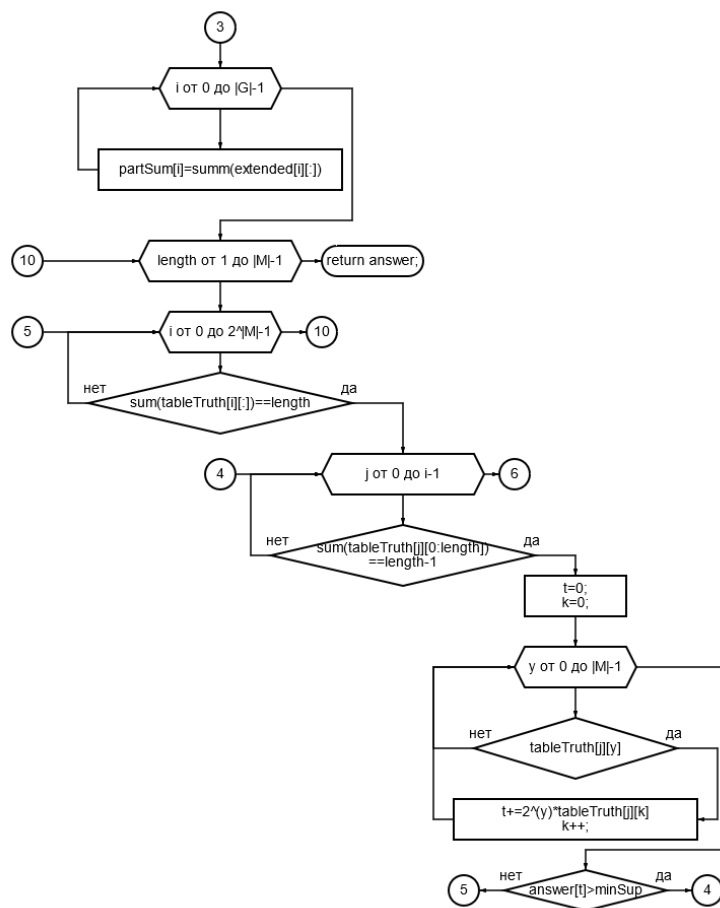 3
i от 0 до |G|-1
partSum[i]=summ(extended[i][:])
10
length от 1 до |M|-1
return answer;
5
i от 0 до 2^|M|-1
10
нет
да
sum(tableTruth[i][:])==length
4
j от 0 до i-1
6
нет
да
sum(tableTruth[j][0:length])
==length-1
t=0;
k=0;
y от 0 до |M|-1
нет
да
tableTruth[j][y]
t+=2^(y)*tableTruth[j][k]
k++;
нет
да
5
answer[t]>minSup
4